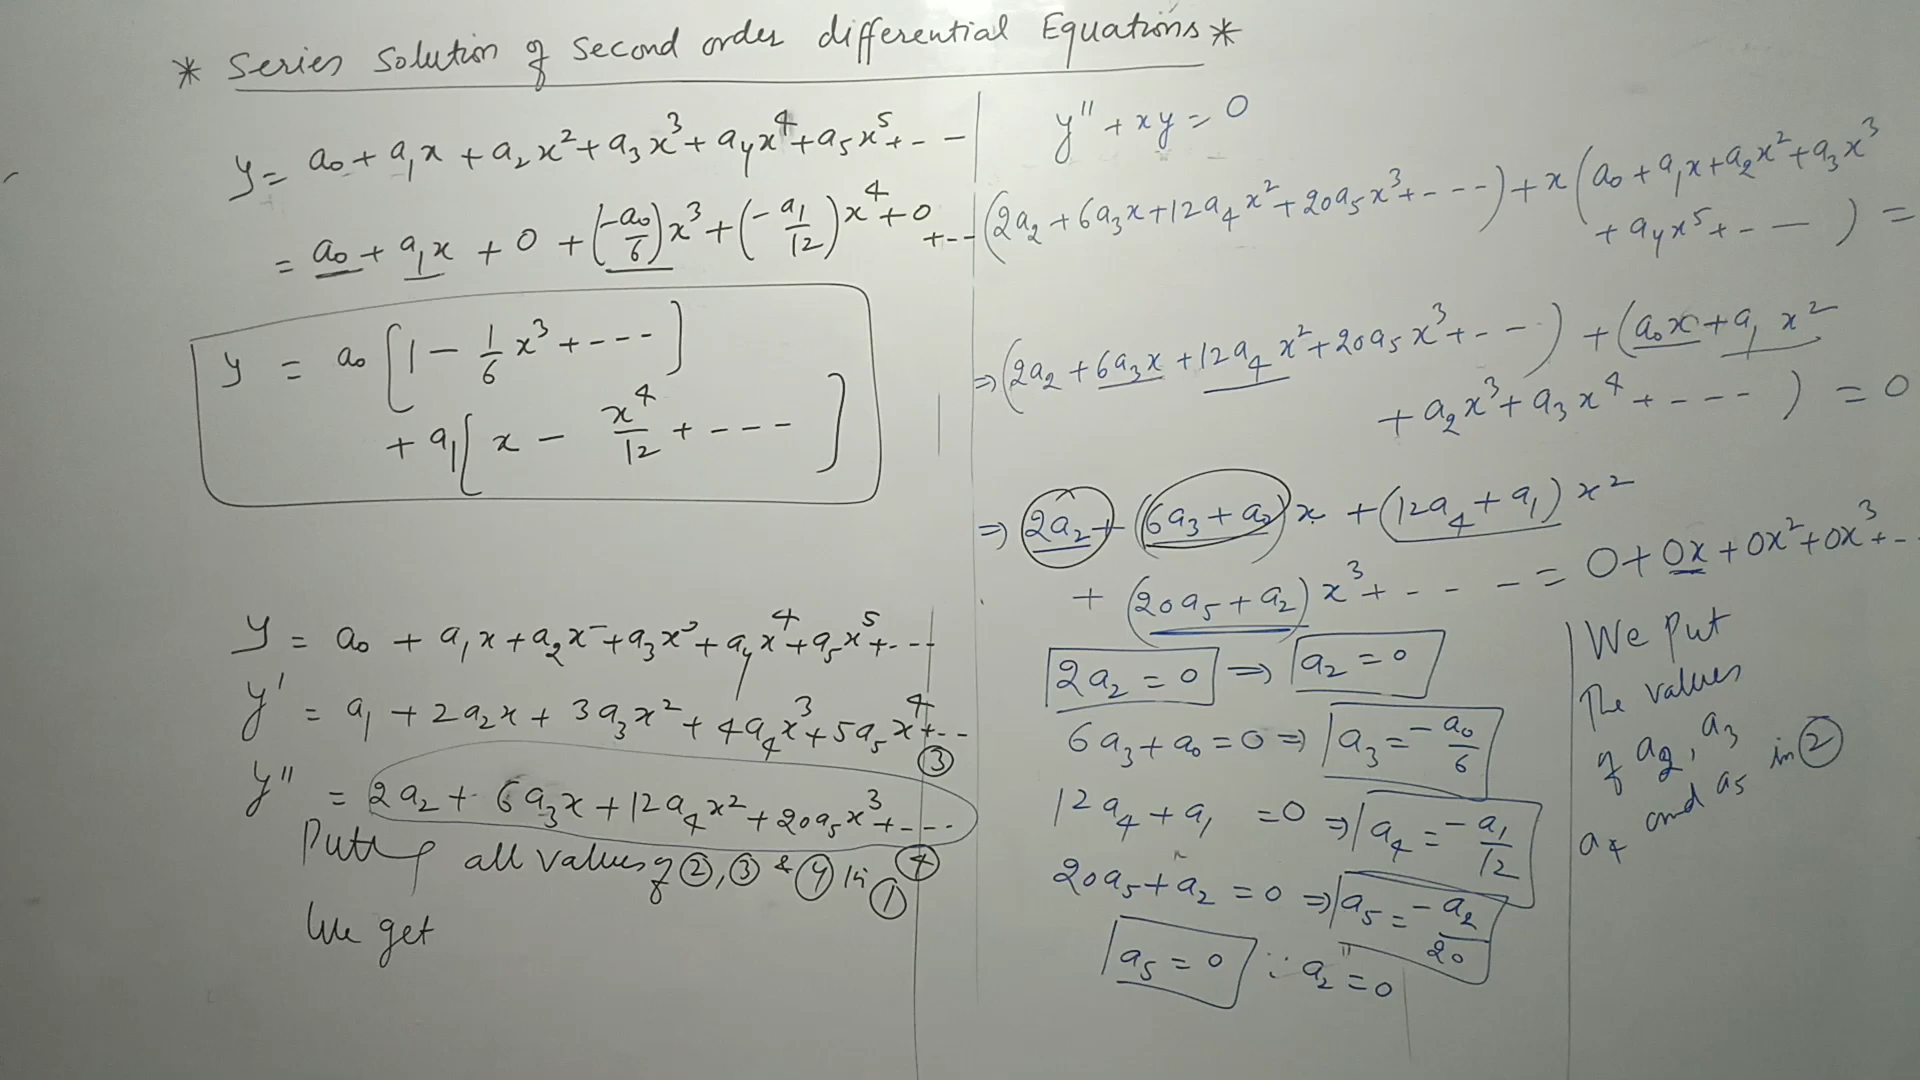 * Series Solution of Second order differential Equations *
y = a₀ + a₁x + a₂x² + a₃x³ + a₄x⁴ + a₅x⁵ + - - -
= a₀ + a₁x + 0 + (-a₀/6)x³ + (-a₁/12)x⁴ + 0 + - -
y = a₀ [1 - 1/6 x³ + - - -]
+ a₁ [x - x⁴/12 + - - - -]
y = a₀ + a₁x + a₂x² + a₃x³ + a₄x⁴ + a₅x⁵ + - - -
y' = a₁ + 2a₂x + 3a₃x² + 4a₄x³ + 5a₅x⁴ + - -
③
y'' = 2a₂ + 6a₃x + 12a₄x² + 20a₅x³ + - - -
④
all values of ②, ③ & ④ in ①
We get
y'' + xy = 0
(2a₂ + 6a₃x + 12a₄x² + 20a₅x³ + - - - -) + x (a₀ + a₁x + a₂x² + a₃x³
+ a₄x⁵ + - - - ) =
⇒ (2a₂ + 6a₃x + 12a₄x² + 20a₅x³ + - - -) + (a₀x + a₁x²
+ a₂x³ + a₃x⁴ + - - - - ) = 0
⇒ 2a₂ + (6a₃ + a₀)x + (12a₄ + a₁)x²
+ (20a₅ + a₂)x³ + - - - - = 0 + 0x + 0x² + 0x³ + - -
2a₂ = 0 ⇒ a₂ = 0
6a₃ + a₀ = 0 ⇒ a₃ = -a₀/6
12a₄ + a₁ = 0 ⇒ a₄ = -a₁/12
20a₅ + a₂ = 0 ⇒ a₅ = -a₂/20
a₅ = 0 ∵ a₂ = 0
We Put
The values
of a₂, a₃
a₄ and a₅ in ②